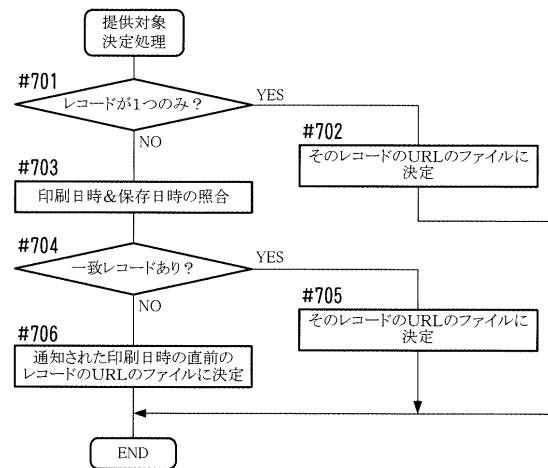 提供対象
決定処理
#701
レコードが1つのみ?
YES
NO
#702
そのレコードのURLのファイルに
決定
#703
印刷日時&保存日時の照合
#704
一致レコードあり?
YES
NO
#705
そのレコードのURLのファイルに
決定
#706
通知された印刷日時の直前の
レコードのURLのファイルに決定
END